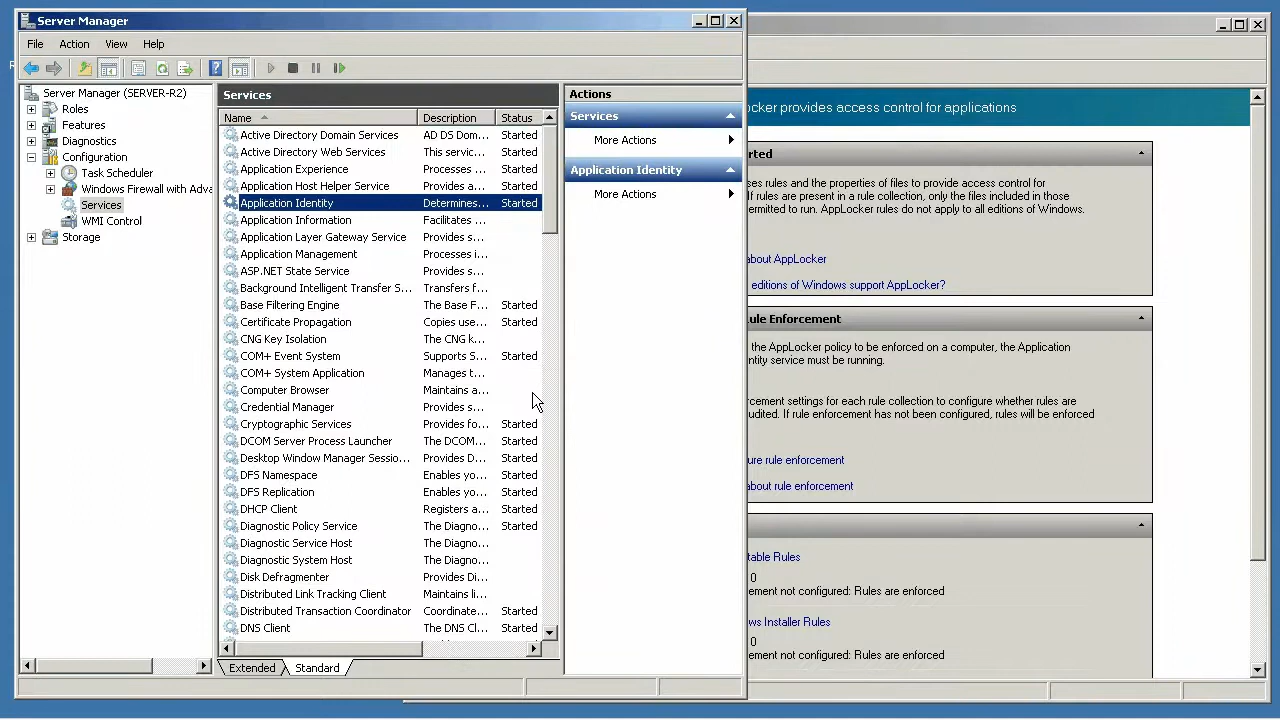 Server Manager
File Action View Help
Server Manager (SERVER-R2)
Roles
Features
Diagnostics
Configuration
Task Scheduler
Windows Firewall with Adva
Services
WMI Control
Storage
Services
Name Description Status
Active Directory Domain Services AD DS Dom... Started
Active Directory Web Services This servic... Started
Application Experience Processes ... Started
Application Host Helper Service Provides a... Started
Application Identity Determines... Started
Application Information Facilitates ...
Application Layer Gateway Service Provides s...
Application Management Processes i...
ASP.NET State Service Provides s...
Background Intelligent Transfer S... Transfers f...
Base Filtering Engine The Base F... Started
Certificate Propagation Copies use... Started
CNG Key Isolation The CNG k...
COM+ Event System Supports S... Started
COM+ System Application Manages t...
Computer Browser Maintains a...
Credential Manager Provides s...
Cryptographic Services Provides fo... Started
DCOM Server Process Launcher The DCOM... Started
Desktop Window Manager Sessio... Provides D... Started
DFS Namespace Enables yo... Started
DFS Replication Enables yo... Started
DHCP Client Registers a... Started
Diagnostic Policy Service The Diagno... Started
Diagnostic Service Host The Diagno...
Diagnostic System Host The Diagno...
Disk Defragmenter Provides Di...
Distributed Link Tracking Client Maintains li...
Distributed Transaction Coordinator Coordinate... Started
DNS Client The DNS Cl... Started
Extended Standard
Actions
Services
More Actions
Application Identity
More Actions
cker provides access control for applications
rted
ses rules and the properties of files to provide access control for
If rules are present in a rule collection, only the files included in those
ermitted to run. AppLocker rules do not apply to all editions of Windows.
about AppLocker
editions of Windows support AppLocker?
ule Enforcement
the AppLocker policy to be enforced on a computer, the Application
ntity service must be running.
cement settings for each rule collection to configure whether rules are
udited. If rule enforcement has not been configured, rules will be enforced
ure rule enforcement
about rule enforcement
table Rules
0
ement not configured: Rules are enforced
ws Installer Rules
0
ement not configured: Rules are enforced